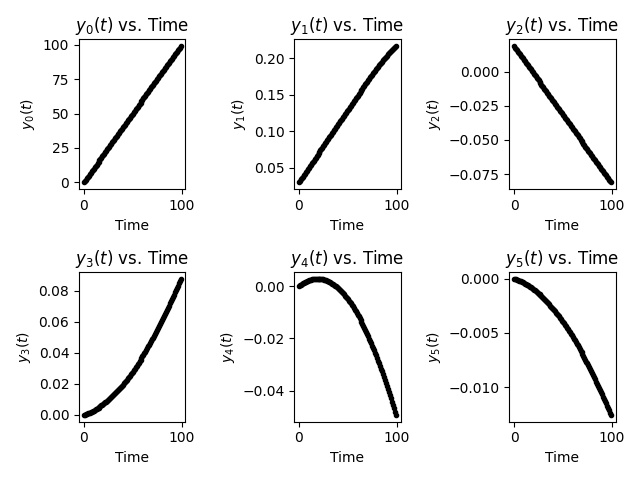 y₀(t) vs. Time
y₁(t) vs. Time
y₂(t) vs. Time
100
75
50
25
0
y₀(t)
0
100
Time
0.20
0.15
0.10
0.05
y₁(t)
0
100
Time
0.000
−0.025
−0.050
−0.075
y₂(t)
0
100
Time
y₃(t) vs. Time
y₄(t) vs. Time
y₅(t) vs. Time
0.08
0.06
0.04
0.02
0.00
y₃(t)
0
100
Time
0.00
−0.02
−0.04
y₄(t)
0
100
Time
0.000
−0.005
−0.010
y₅(t)
0
100
Time